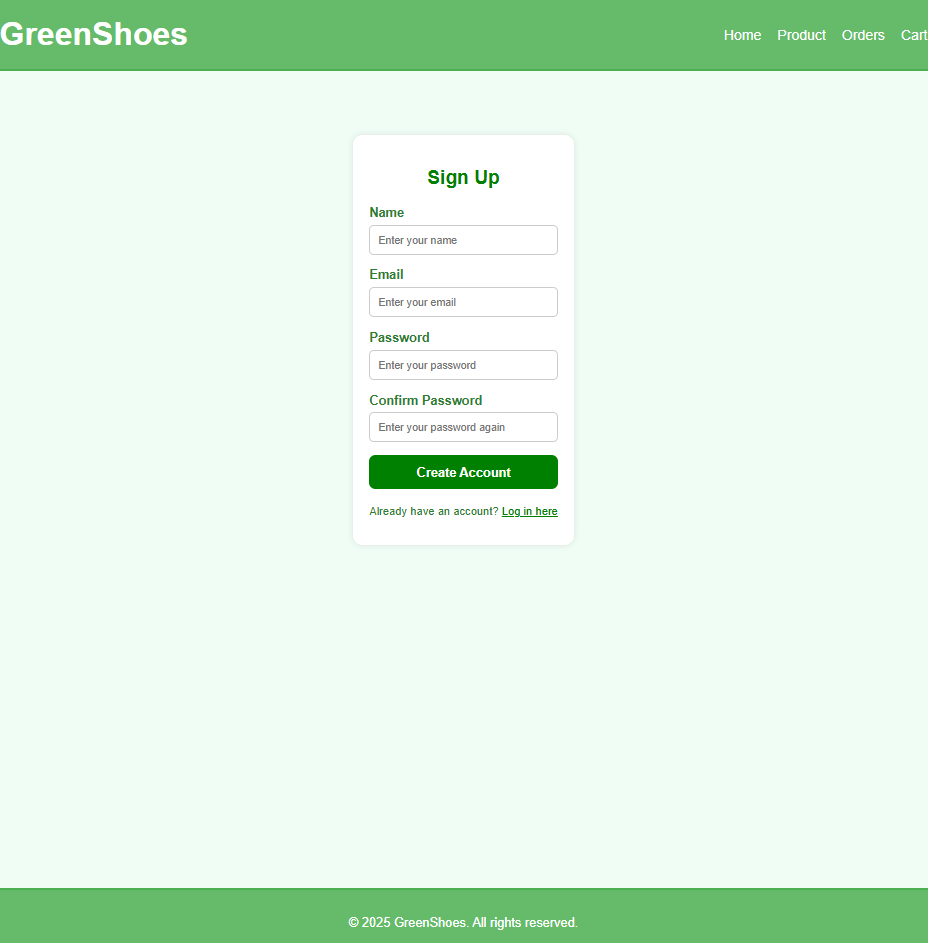 GreenShoes
Home Product Orders Cart
Sign Up
Name
Enter your name
Email
Enter your email
Password
Enter your password
Confirm Password
Enter your password again
Create Account
Already have an account? Log in here
© 2025 GreenShoes. All rights reserved.